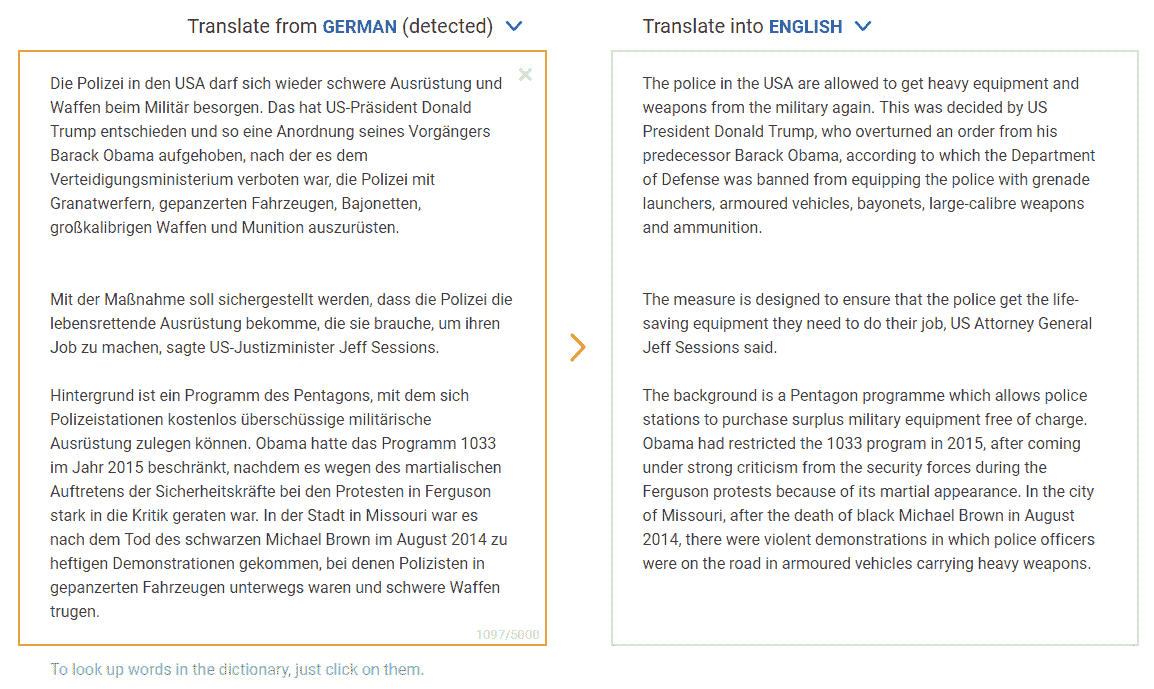 Translate from GERMAN (detected)
Die Polizei in den USA darf sich wieder schwere Ausrüstung und
Waffen beim Militär besorgen. Das hat US-Präsident Donald
Trump entschieden und so eine Anordnung seines Vorgängers
Barack Obama aufgehoben, nach der es dem
Verteidigungsministerium verboten war, die Polizei mit
Granatwerfern, gepanzerten Fahrzeugen, Bajonetten,
großkalibrigen Waffen und Munition auszurüsten.
Mit der Maßnahme soll sichergestellt werden, dass die Polizei die
lebensrettende Ausrüstung bekomme, die sie brauche, um ihren
Job zu machen, sagte US-Justizminister Jeff Sessions.
Hintergrund ist ein Programm des Pentagons, mit dem sich
Polizeistationen kostenlos überschüssige militärische
Ausrüstung zulegen können. Obama hatte das Programm 1033
im Jahr 2015 beschränkt, nachdem es wegen des martialischen
Auftretens der Sicherheitskräfte bei den Protesten in Ferguson
stark in die Kritik geraten war. In der Stadt in Missouri war es
nach dem Tod des schwarzen Michael Brown im August 2014 zu
heftigen Demonstrationen gekommen, bei denen Polizisten in
gepanzerten Fahrzeugen unterwegs waren und schwere Waffen
trugen.
1097/5000
To look up words in the dictionary, just click on them.
Translate into ENGLISH
The police in the USA are allowed to get heavy equipment and
weapons from the military again. This was decided by US
President Donald Trump, who overturned an order from his
predecessor Barack Obama, according to which the Department
of Defense was banned from equipping the police with grenade
launchers, armoured vehicles, bayonets, large-calibre weapons
and ammunition.
The measure is designed to ensure that the police get the life-
saving equipment they need to do their job, US Attorney General
Jeff Sessions said.
The background is a Pentagon programme which allows police
stations to purchase surplus military equipment free of charge.
Obama had restricted the 1033 program in 2015, after coming
under strong criticism from the security forces during the
Ferguson protests because of its martial appearance. In the city
of Missouri, after the death of black Michael Brown in August
2014, there were violent demonstrations in which police officers
were on the road in armoured vehicles carrying heavy weapons.